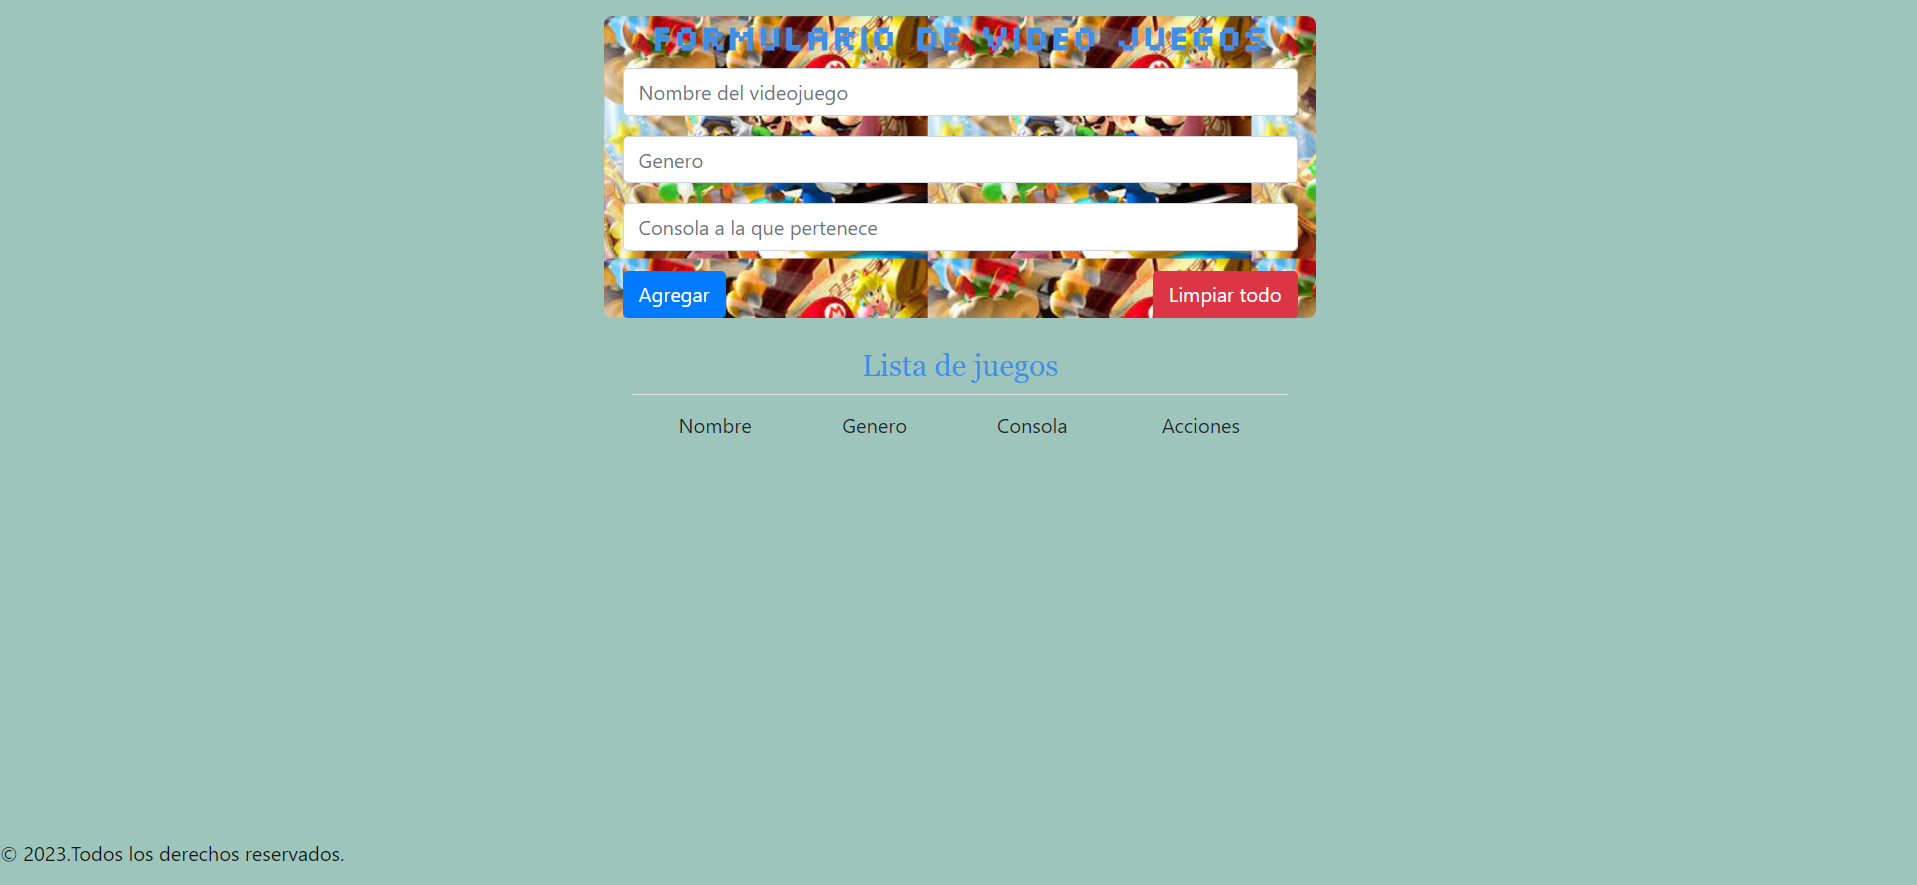 FORMULARIO DE VIDEO JUEGOS
Nombre del videojuego
Genero
Consola a la que pertenece
Agregar Limpiar todo
Lista de juegos
Nombre Genero Consola Acciones
© 2023.Todos los derechos reservados.